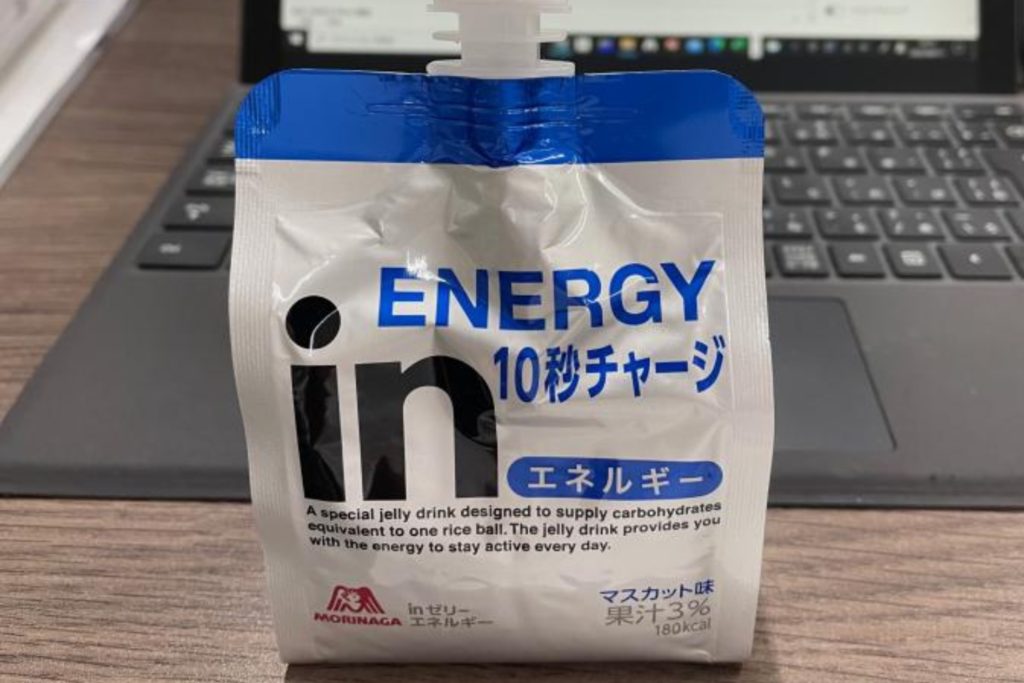 ENERGY
in
10秒チャージ
エネルギー
A special jelly drink designed to supply carbohydrates
equivalent to one rice ball. The jelly drink provides you
with the energy to stay active every day.
MORINAGA
inゼリー
エネルギー
マスカット味
果汁3%
180kcal